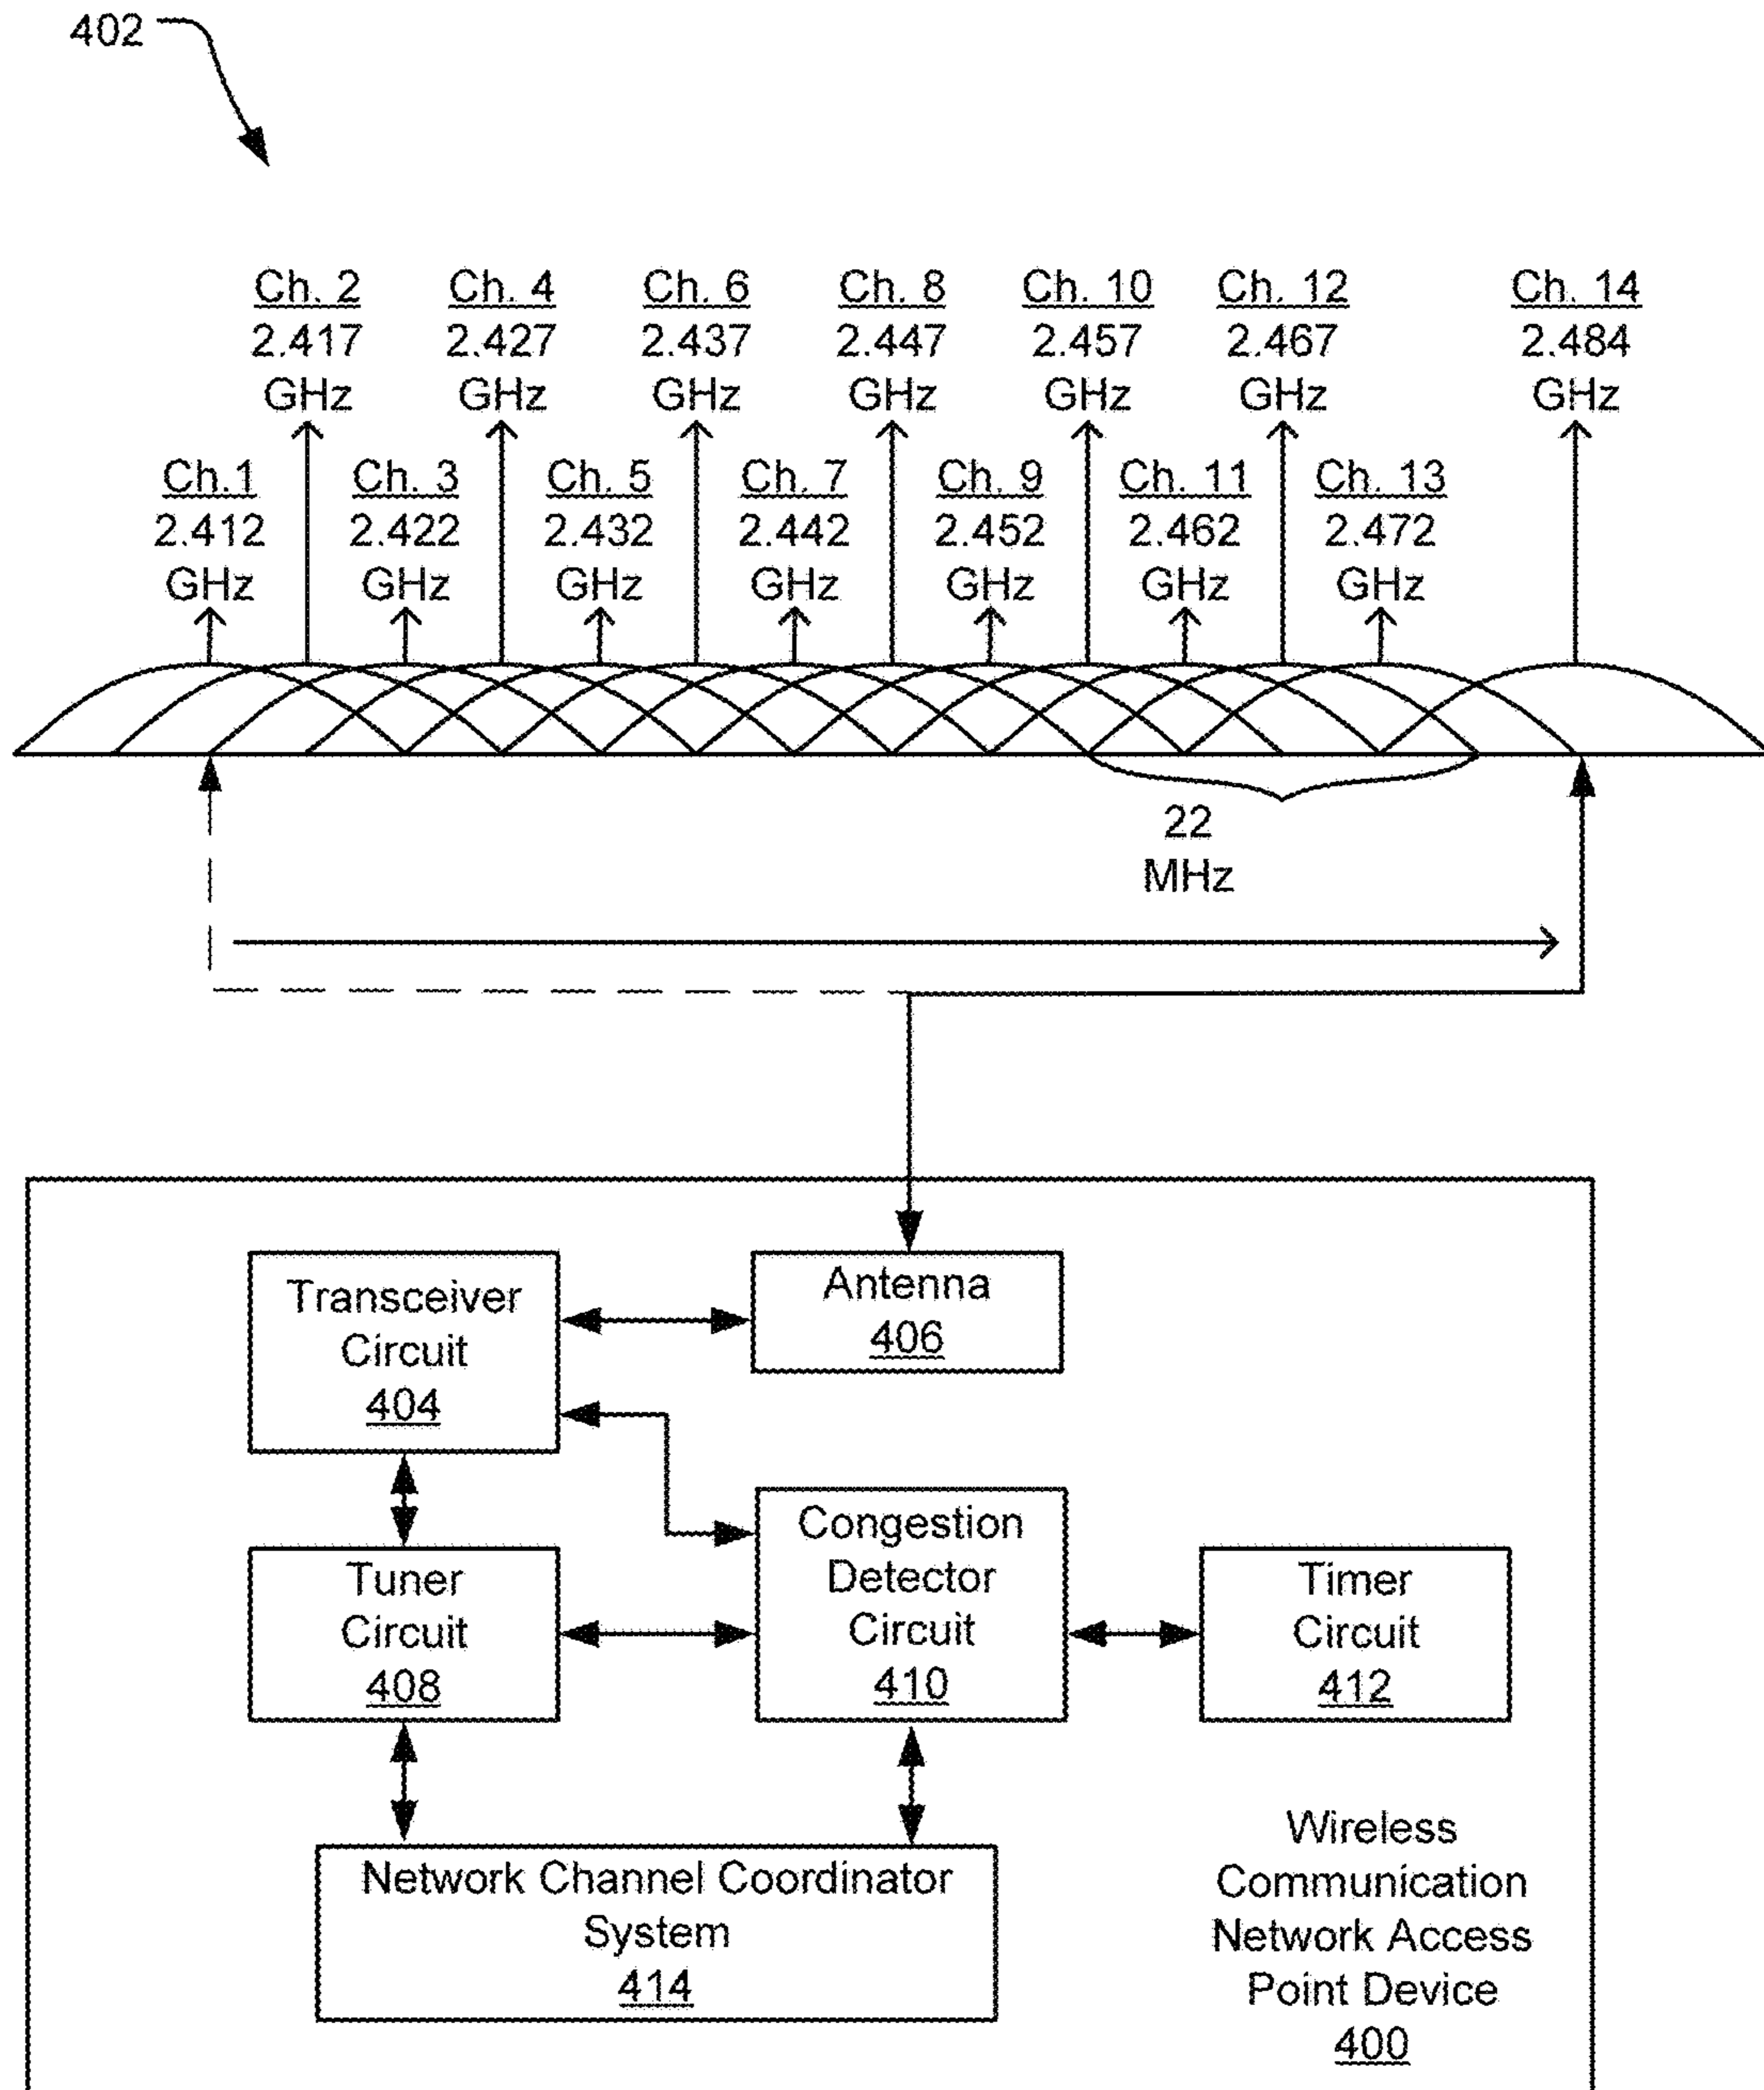 402
Ch. 2 Ch. 4 Ch. 6 Ch. 8 Ch. 10 Ch. 12 Ch. 14
2.417 2.427 2.437 2.447 2.457 2.467 2.484
GHz GHz GHz GHz GHz GHz GHz
Ch.1 Ch. 3 Ch. 5 Ch. 7 Ch. 9 Ch. 11 Ch. 13
2.412 2.422 2.432 2.442 2.452 2.462 2.472
GHz GHz GHz GHz GHz GHz GHz
22
MHz
Transceiver
Circuit
404
Antenna
406
Tuner
Circuit
408
Congestion
Detector
Circuit
410
Timer
Circuit
412
Network Channel Coordinator
System
414
Wireless
Communication
Network Access
Point Device
400